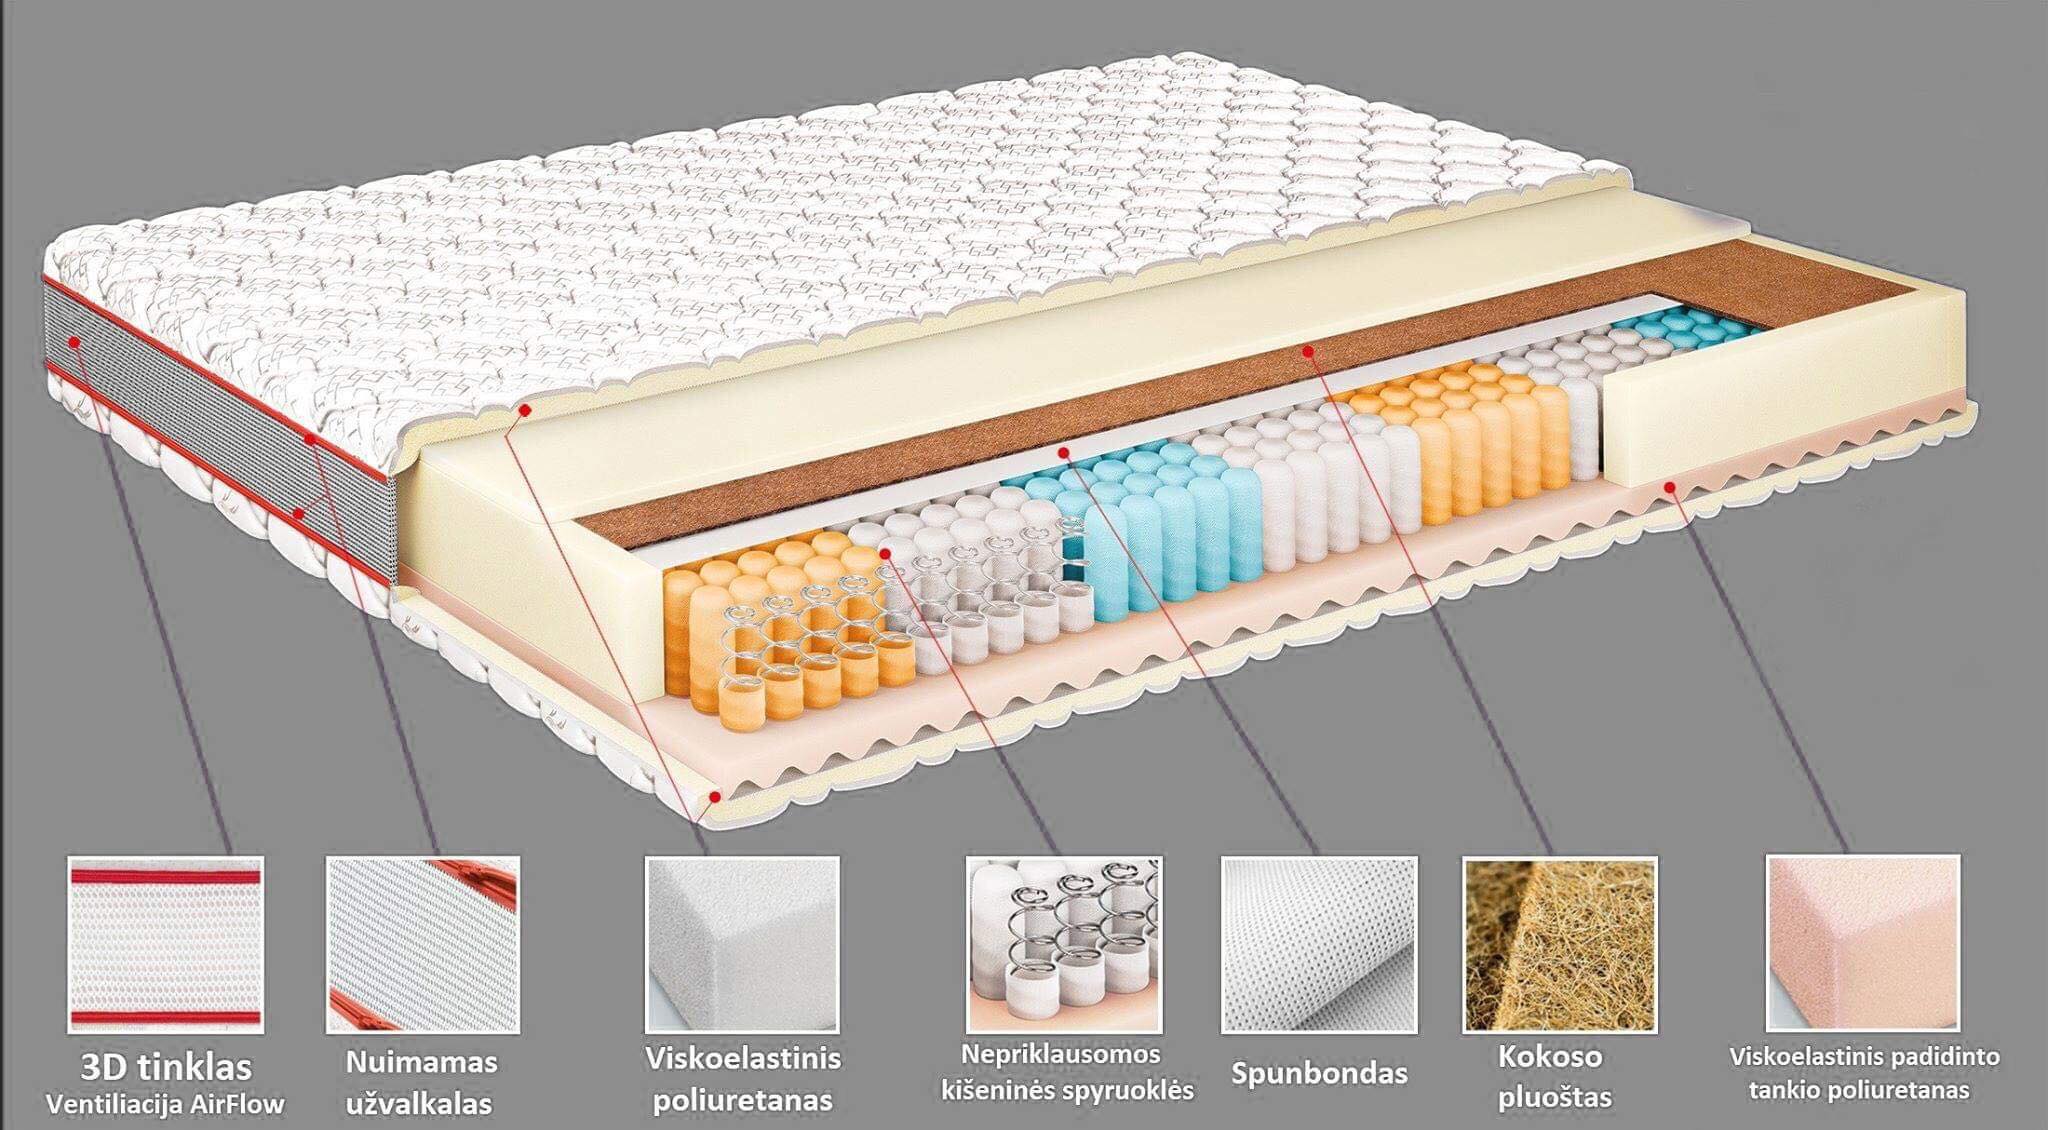 3D tinklas
Ventiliacija AirFlow
Nuimamas
užvalkalas
Viskoelastinis
poliuretanas
Nepriklausomos
kišeninės spyruoklės
Spunbondas
Kokoso
pluoštas
Viskoelastinis padidinto
tankio poliuretanas